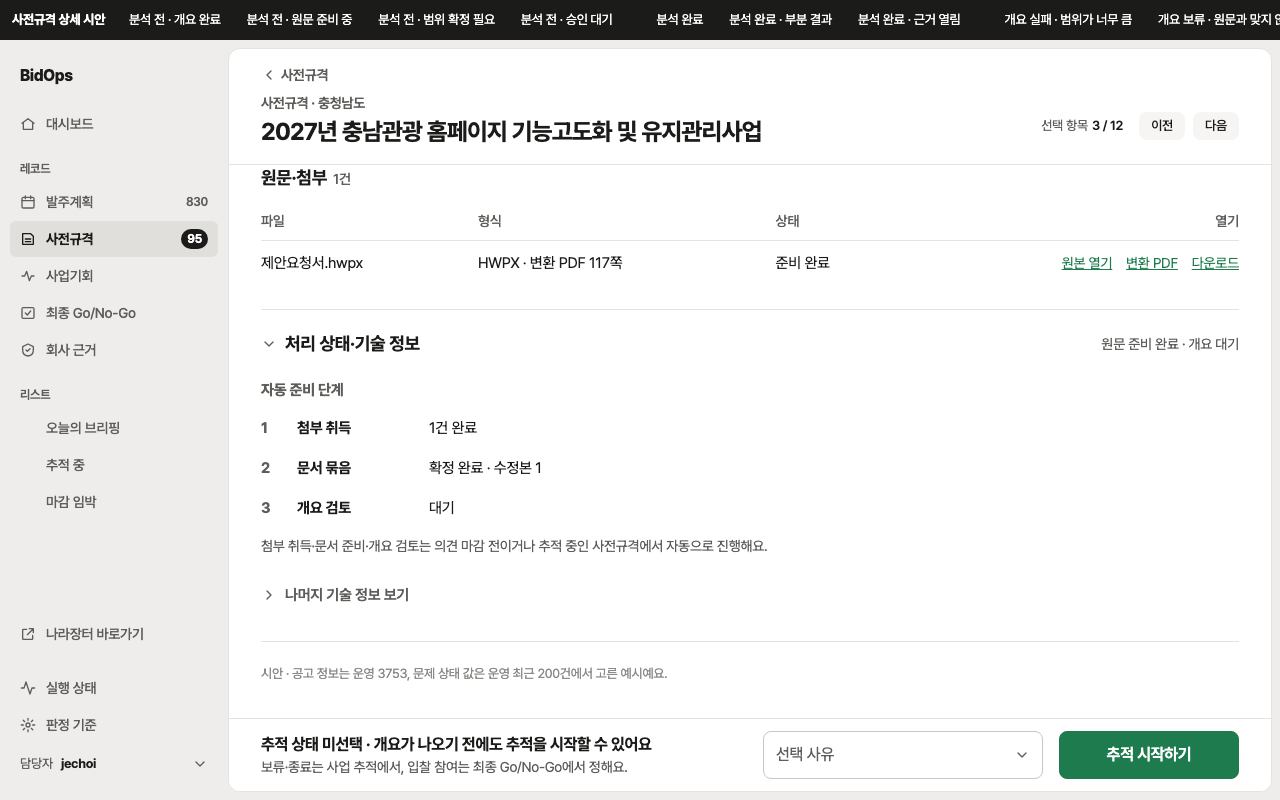 사전규격 상세 시안 분석 전 · 개요 완료 분석 전 · 원문 준비 중 분석 전 · 범위 확정 필요 분석 전 · 승인 대기 분석 완료 분석 완료 · 부분 결과 분석 완료 · 근거 열림 개요 실패 · 범위가 너무 큼 개요 보류 · 원문과 맞지
BidOps
대시보드
레코드
발주계획 830
사전규격 95
사업기회
최종 Go/No-Go
회사 근거
리스트
오늘의 브리핑
추적 중
마감 임박
나라장터 바로가기
실행 상태
판정 기준
담당자 jechoi
사전규격
사전규격 · 충청남도
2027년 충남관광 홈페이지 기능고도화 및 유지관리사업
선택 항목 3 / 12 이전 다음
원문·첨부 1건
파일 형식 상태 열기
제안요청서.hwpx HWPX · 변환 PDF 117쪽 준비 완료 원본 열기 변환 PDF 다운로드
처리 상태·기술 정보 원문 준비 완료 · 개요 대기
자동 준비 단계
1 첨부 취득 1건 완료
2 문서 묶음 확정 완료 · 수정본 1
3 개요 검토 대기
첨부 취득·문서 준비·개요 검토는 의견 마감 전이거나 추적 중인 사전규격에서 자동으로 진행해요.
나머지 기술 정보 보기
시안 · 공고 정보는 운영 3753, 문제 상태 값은 운영 최근 200건에서 고른 예시예요.
추적 상태 미선택 · 개요가 나오기 전에도 추적을 시작할 수 있어요
보류·종료는 사업 추적에서, 입찰 참여는 최종 Go/No-Go에서 정해요.
선택 사유
추적 시작하기